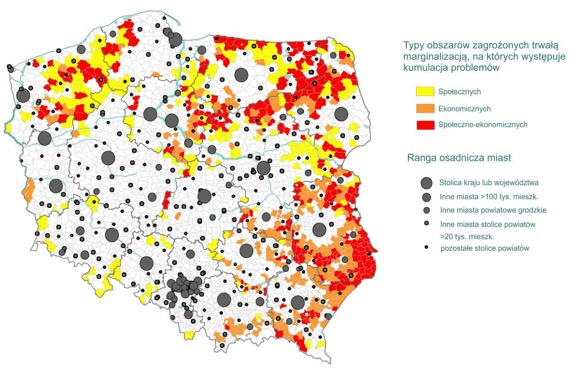 Typy obszarów zagrożonych trwałą
marginalizacją, na których występuje
kumulacja problemów
Społecznych
Ekonomicznych
Społeczno-ekonomicznych
Ranga osadnicza miast
Stolica kraju lub województwa
Inne miasta >100 tys. mieszk.
Inne miasta powiatowe grodzkie
Inne miasta stolice powiatów
>20 tys. mieszk.
pozostałe stolice powiatów